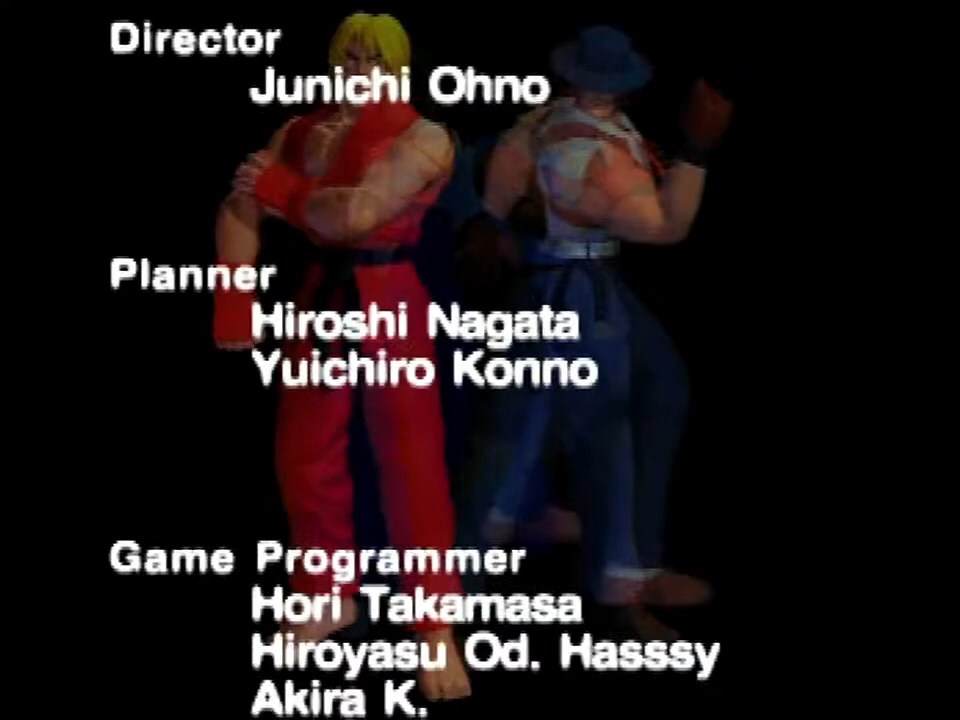 Director
Junichi Ohno
Planner
Hiroshi Nagata
Yuichiro Konno
Game Programmer
Hori Takamasa
Hiroyasu Od. Hasssy
Akira K.